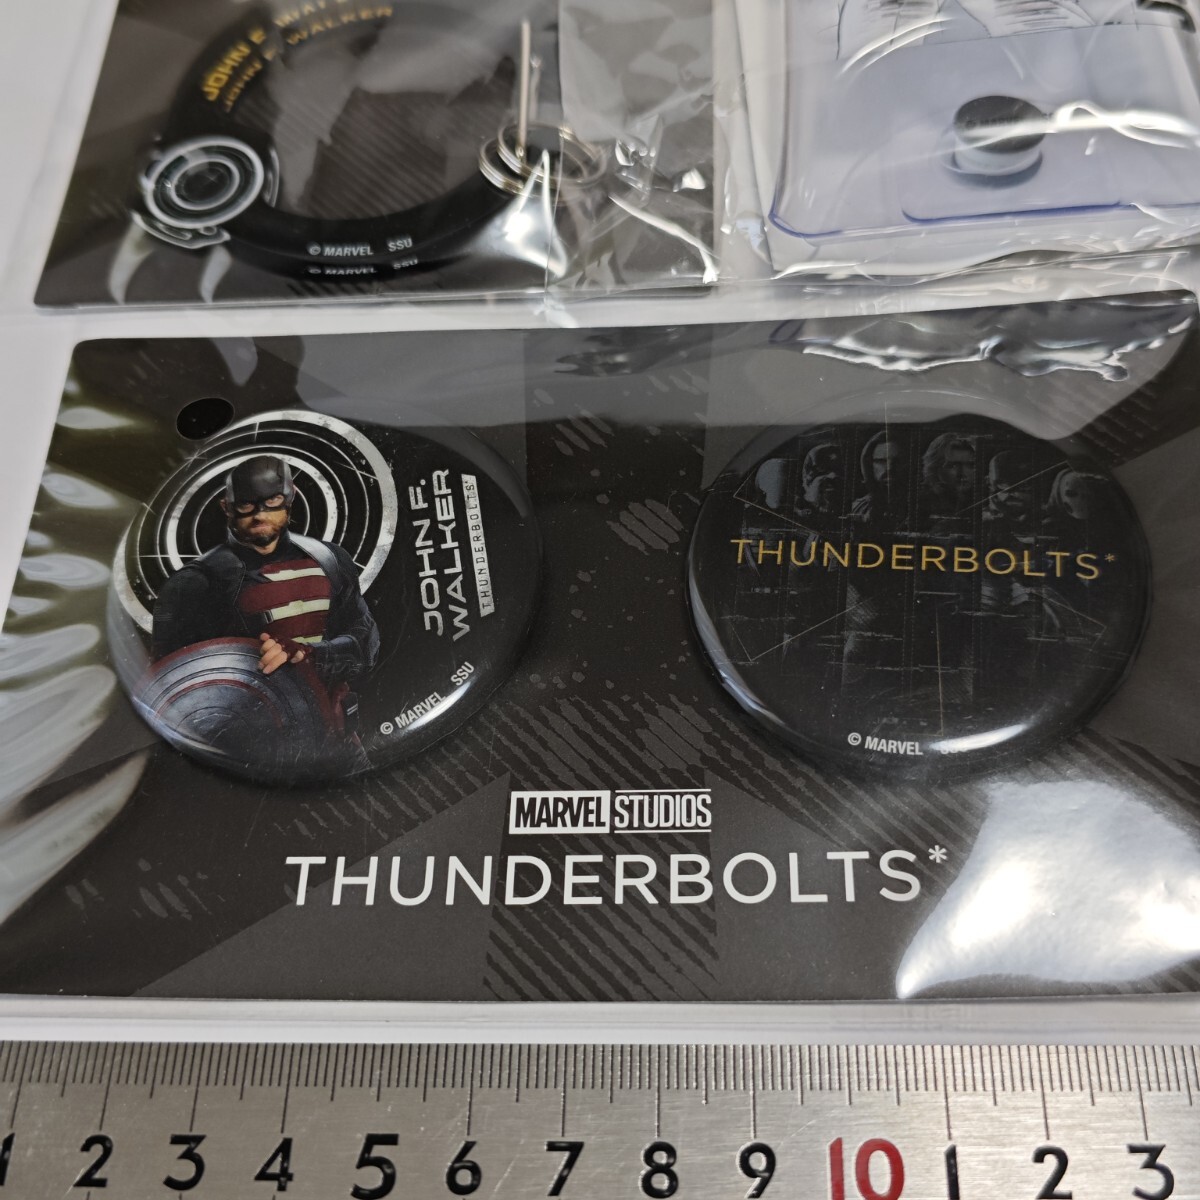 JOHN F. WALKER
JOHN F. WALKER
© MARVEL SSU
© MARVEL SSU
JOHN F.
WALKER
THUNDERBOLTS*
© MARVEL SSU
THUNDERBOLTS*
© MARVEL SSU
MARVEL STUDIOS
THUNDERBOLTS*
1 2 3 4 5 6 7 8 9 10 1 2 3